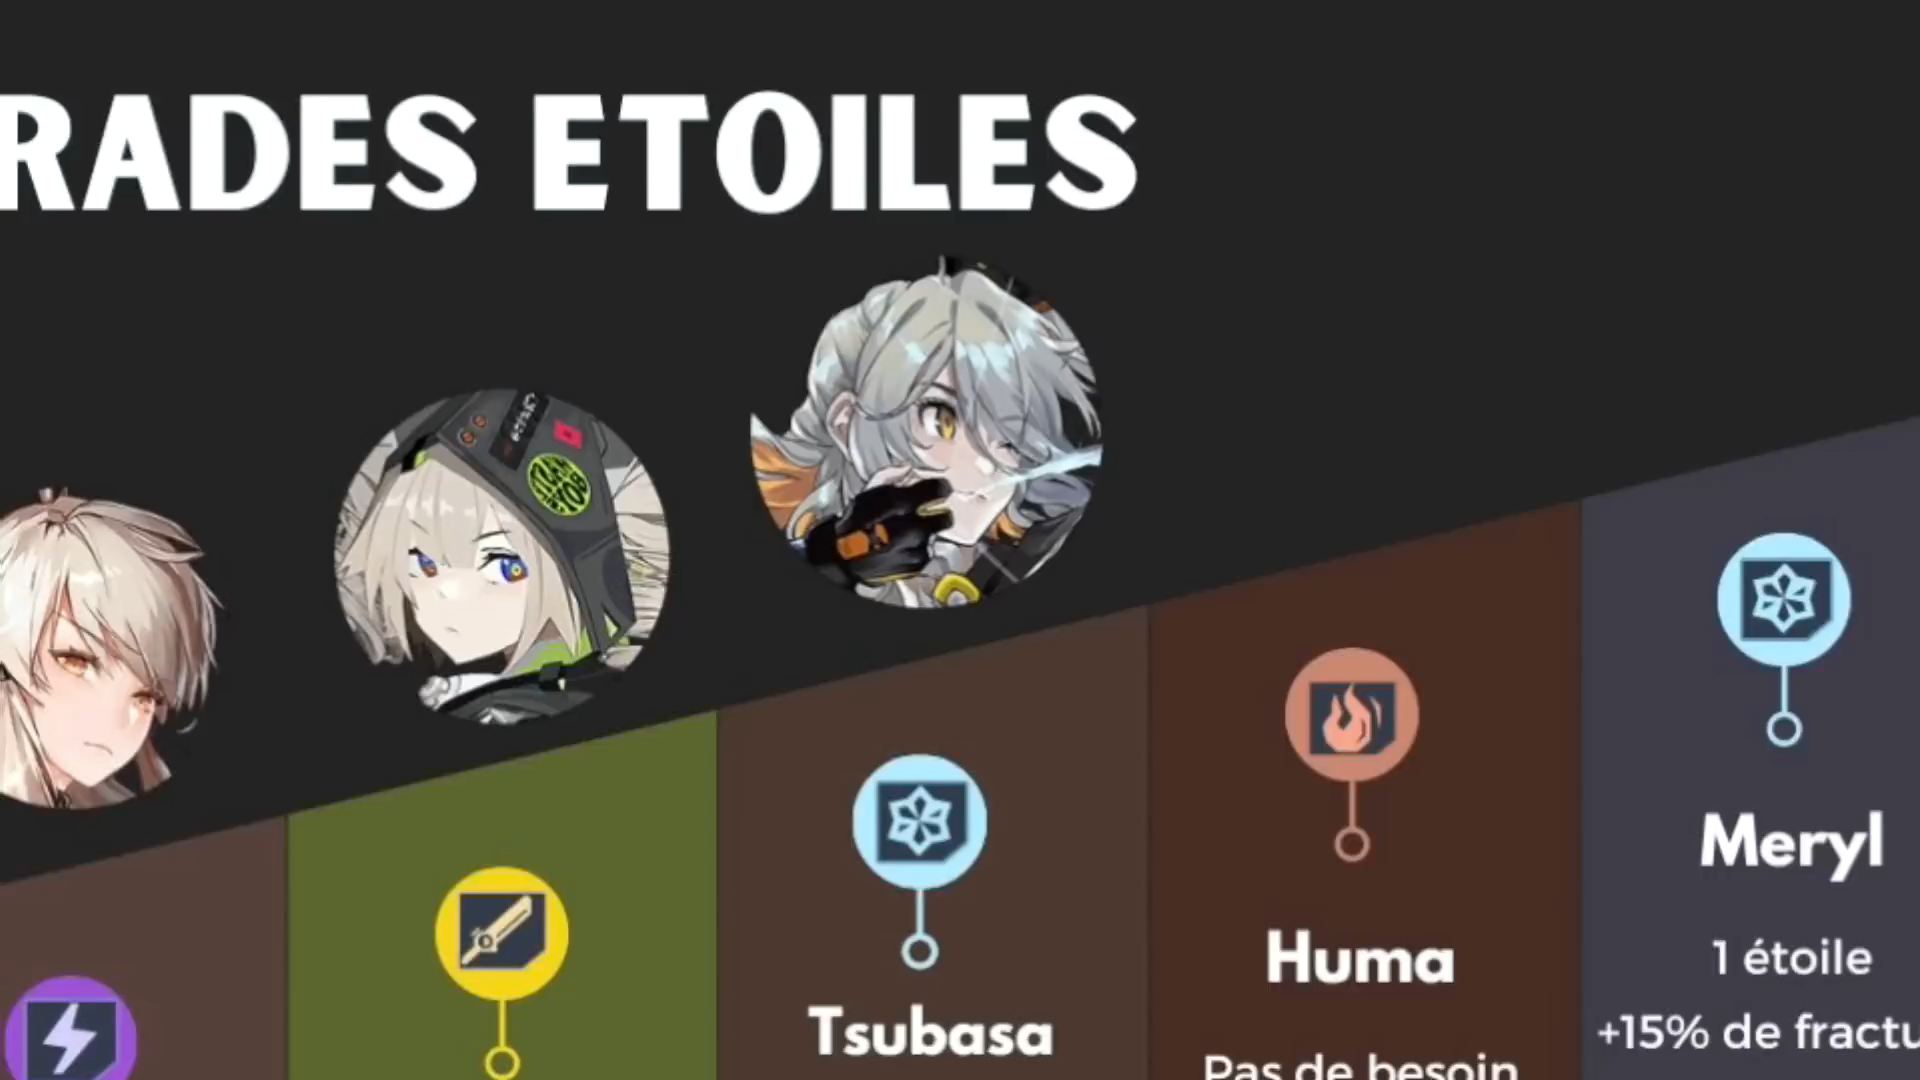 RADES ETOILES
Meryl
1 étoile
+15% de fractu
Huma
Pas de besoin
Tsubasa